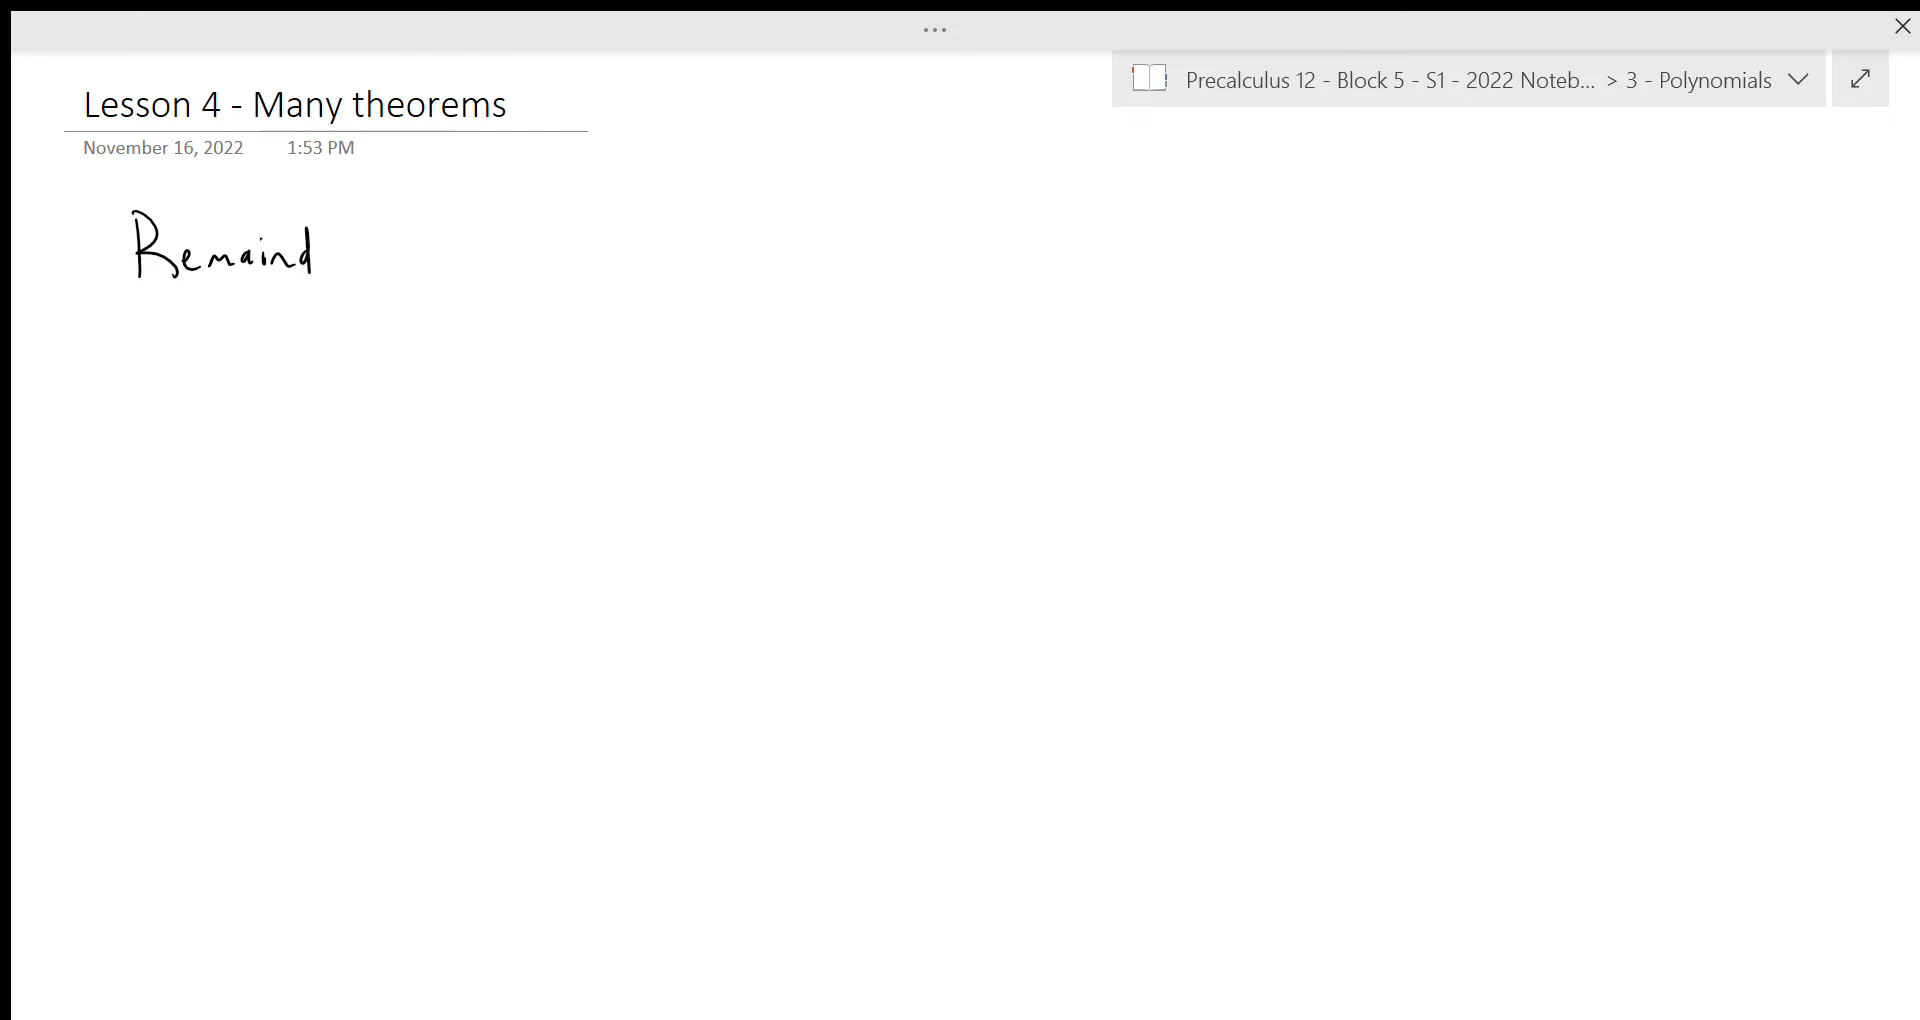 Precalculus 12 - Block 5 - S1 - 2022 Noteb... > 3 - Polynomials
Lesson 4 - Many theorems
November 16, 2022 1:53 PM
Remaind